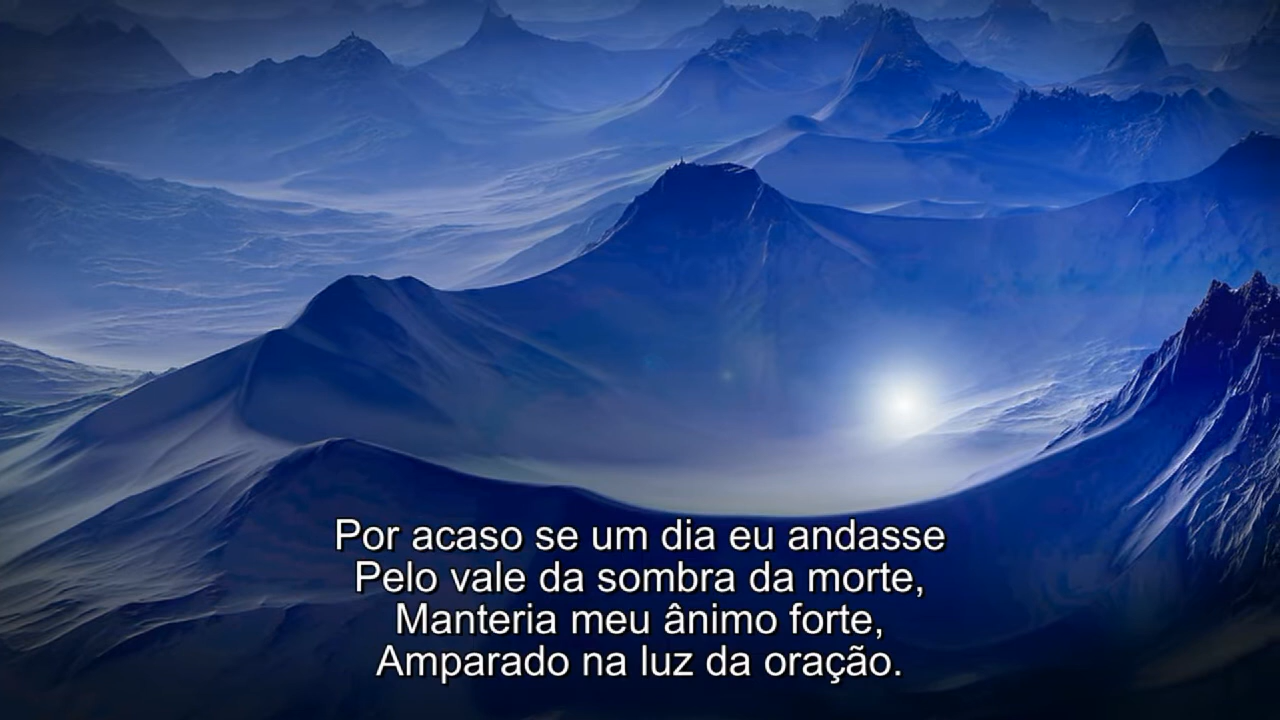 Por acaso se um dia eu andasse
Pelo vale da sombra da morte,
Manteria meu ânimo forte,
Amparado na luz da oração.